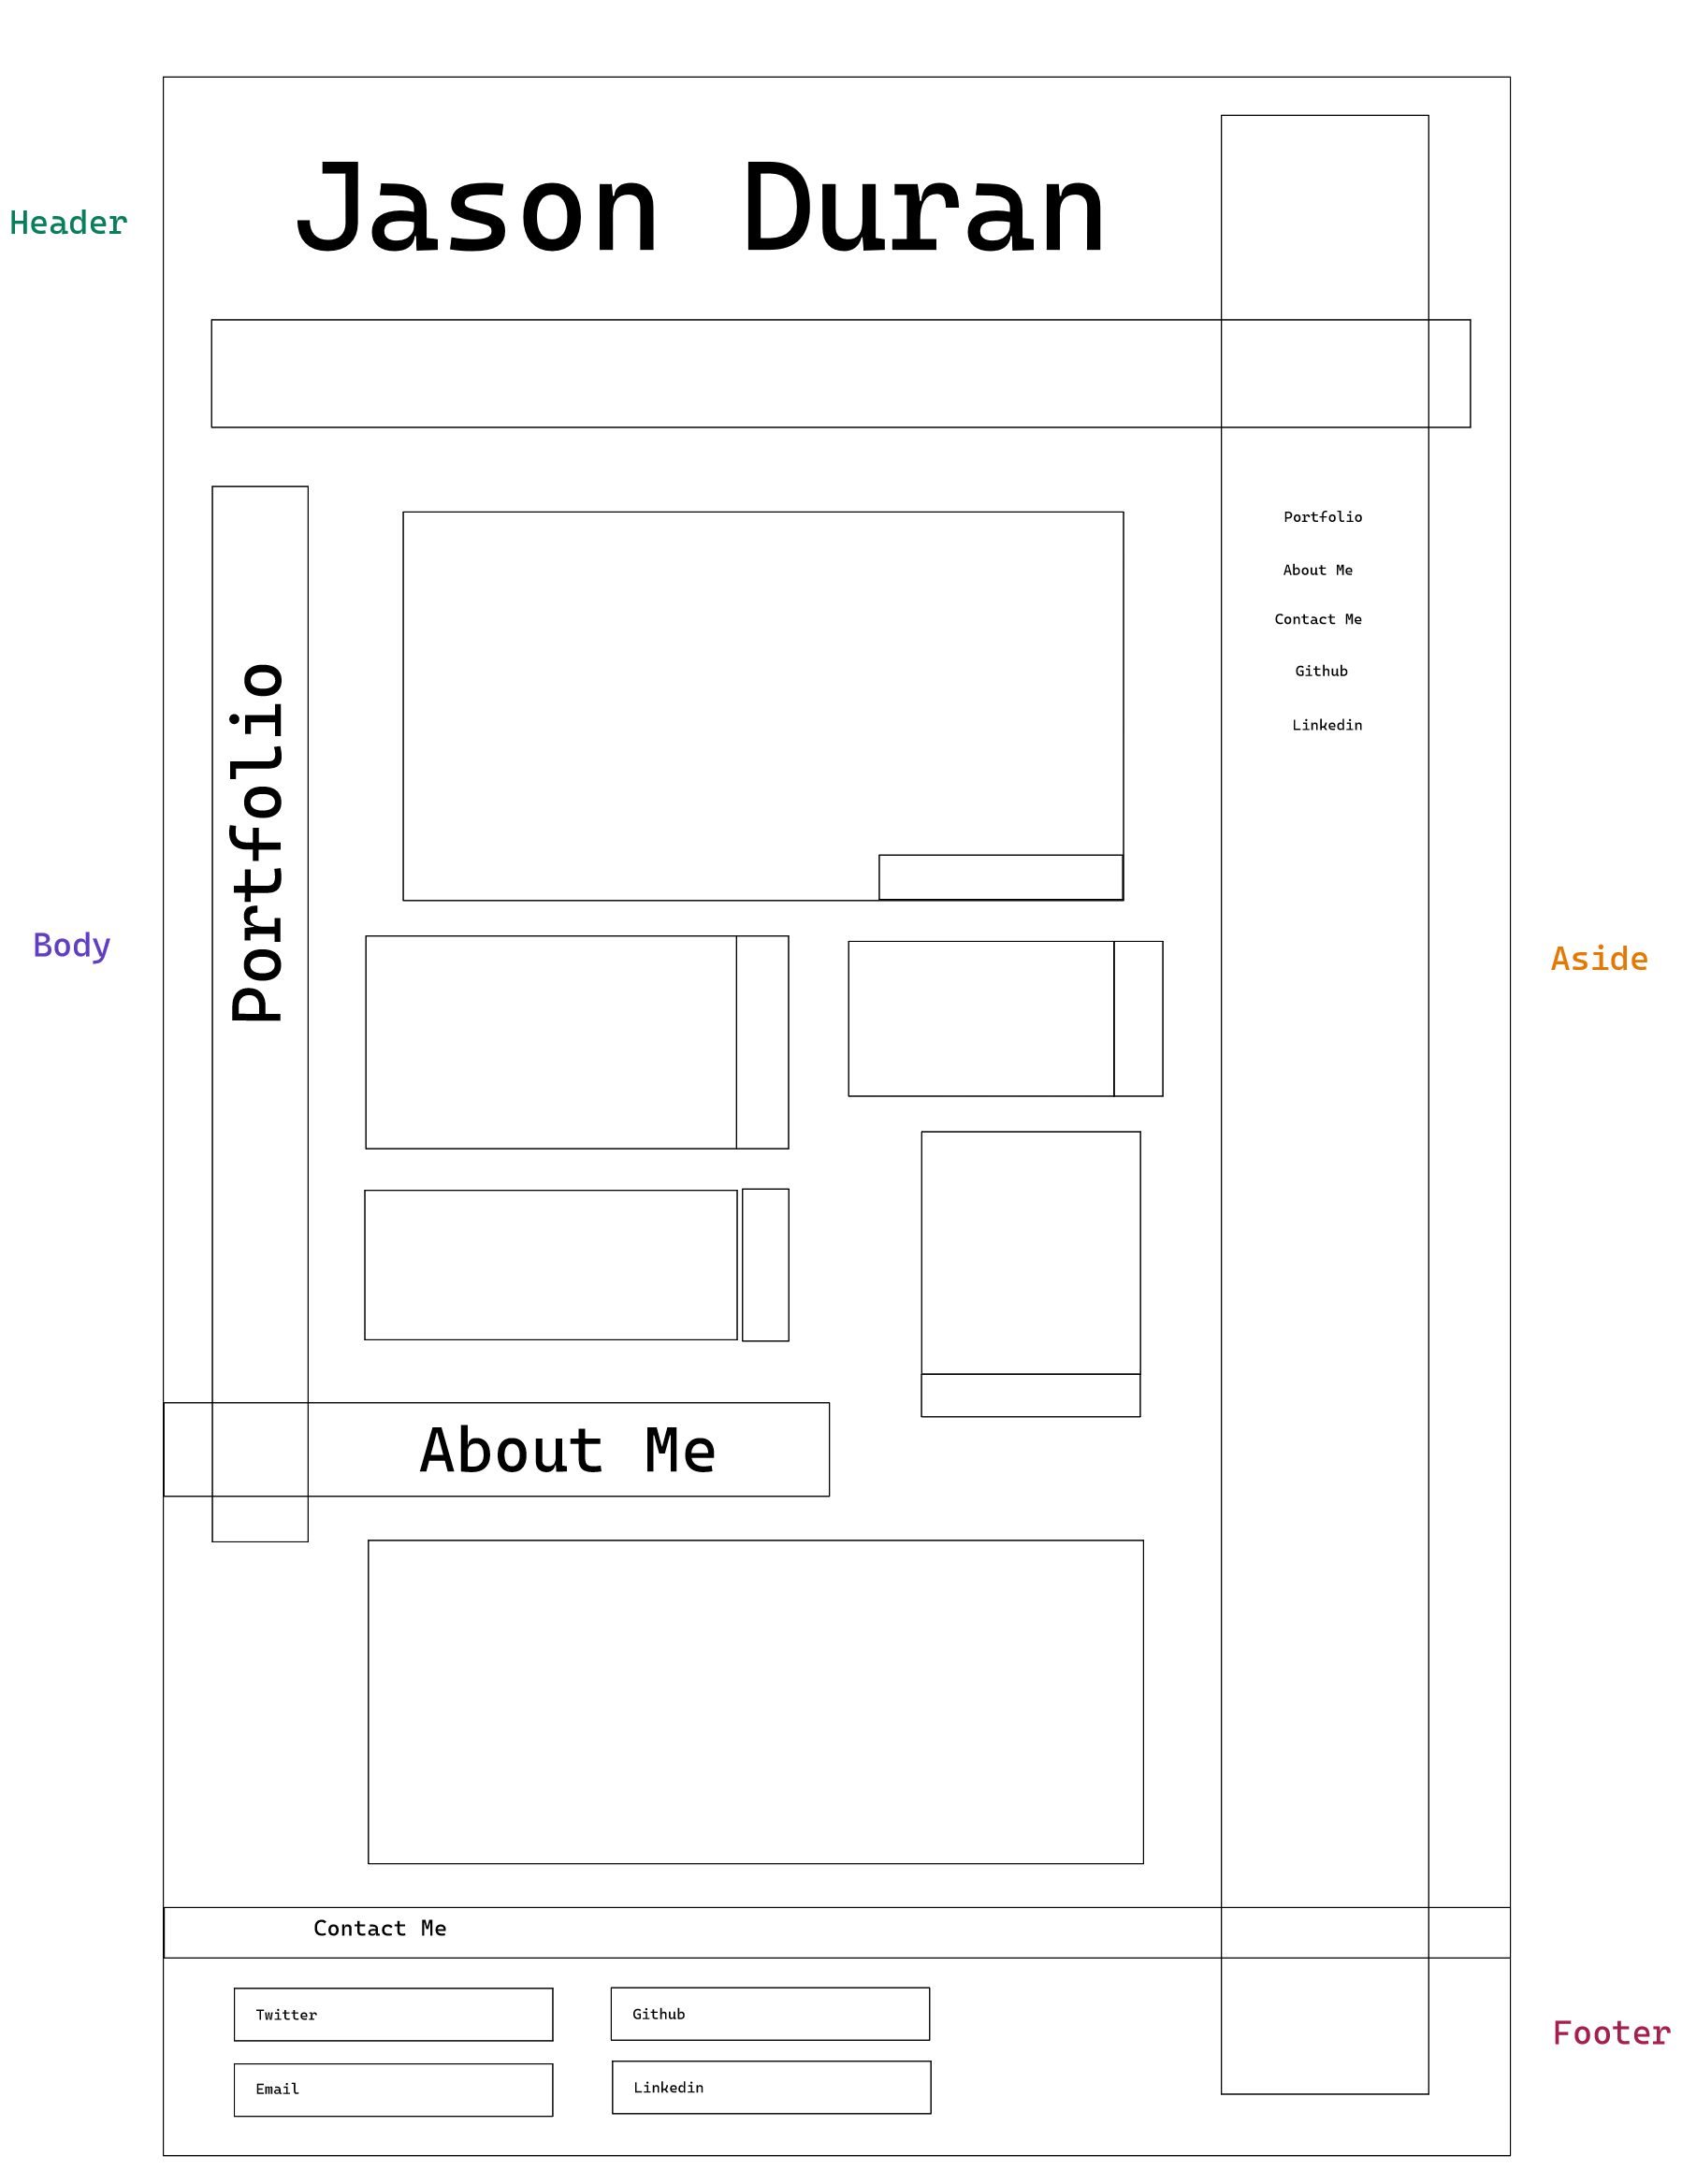 Jason Duran
Header
Portfolio
About Me
Contact Me
Github
Linkedin
Portfolio
Body
Aside
About Me
Contact Me
Twitter
Github
Email
Linkedin
Footer